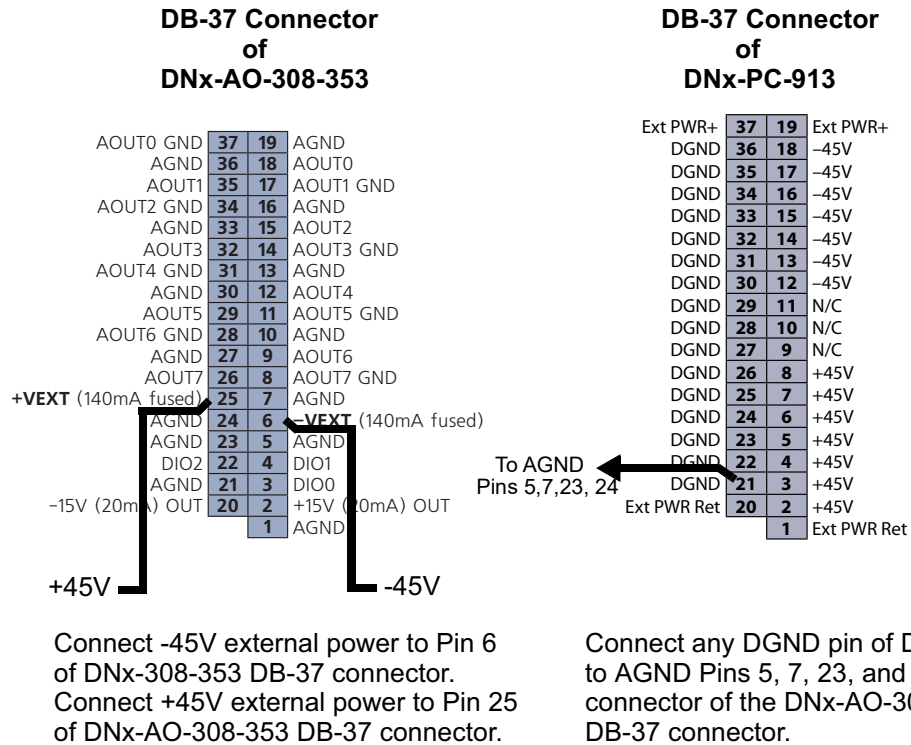 DB-37 Connector
of
DNx-AO-308-353
AOUT0 GND 37 19 AGND
AGND 36 18 AOUT0
AOUT1 35 17 AOUT1 GND
AOUT2 GND 34 16 AGND
AGND 33 15 AOUT2
AOUT3 32 14 AOUT3 GND
AOUT4 GND 31 13 AGND
AGND 30 12 AOUT4
AOUT5 29 11 AOUT5 GND
AOUT6 GND 28 10 AGND
AGND 27 9 AOUT6
AOUT7 26 8 AOUT7 GND
+VEXT (140mA fused) 25 7 AGND
AGND 24 6 –VEXT (140mA fused)
AGND 23 5 AGND
DIO2 22 4 DIO1
AGND 21 3 DIO0
–15V (20mA) OUT 20 2 +15V (20mA) OUT
1 AGND
+45V
-45V
Connect -45V external power to Pin 6
of DNx-308-353 DB-37 connector.
Connect +45V external power to Pin 25
of DNx-AO-308-353 DB-37 connector.
DB-37 Connector
of
DNx-PC-913
Ext PWR+ 37 19 Ext PWR+
DGND 36 18 –45V
DGND 35 17 –45V
DGND 34 16 –45V
DGND 33 15 –45V
DGND 32 14 –45V
DGND 31 13 –45V
DGND 30 12 –45V
DGND 29 11 N/C
DGND 28 10 N/C
DGND 27 9 N/C
DGND 26 8 +45V
DGND 25 7 +45V
DGND 24 6 +45V
DGND 23 5 +45V
DGND 22 4 +45V
DGND 21 3 +45V
Ext PWR Ret 20 2 +45V
1 Ext PWR Ret
To AGND
Pins 5,7,23, 24
Connect any DGND pin of
to AGND Pins 5, 7, 23, and
connector of the
DB-37 connector.